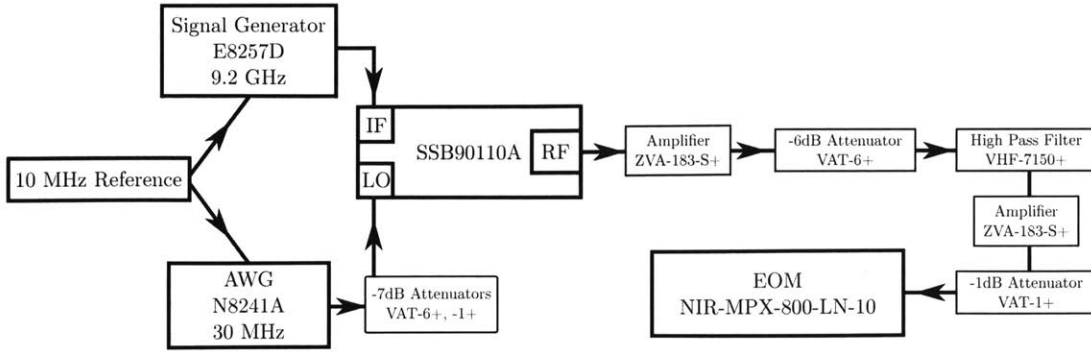 Signal Generator
E8257D
9.2 GHz
10 MHz Reference
AWG
N8241A
30 MHz
-7dB Attenuators
VAT-6+, -1+
IF
LO
SSB90110A
RF
Amplifier
ZVA-183-S+
-6dB Attenuator
VAT-6+
High Pass Filter
VHF-7150+
Amplifier
ZVA-183-S+
-1dB Attenuator
VAT-1+
EOM
NIR-MPX-800-LN-10